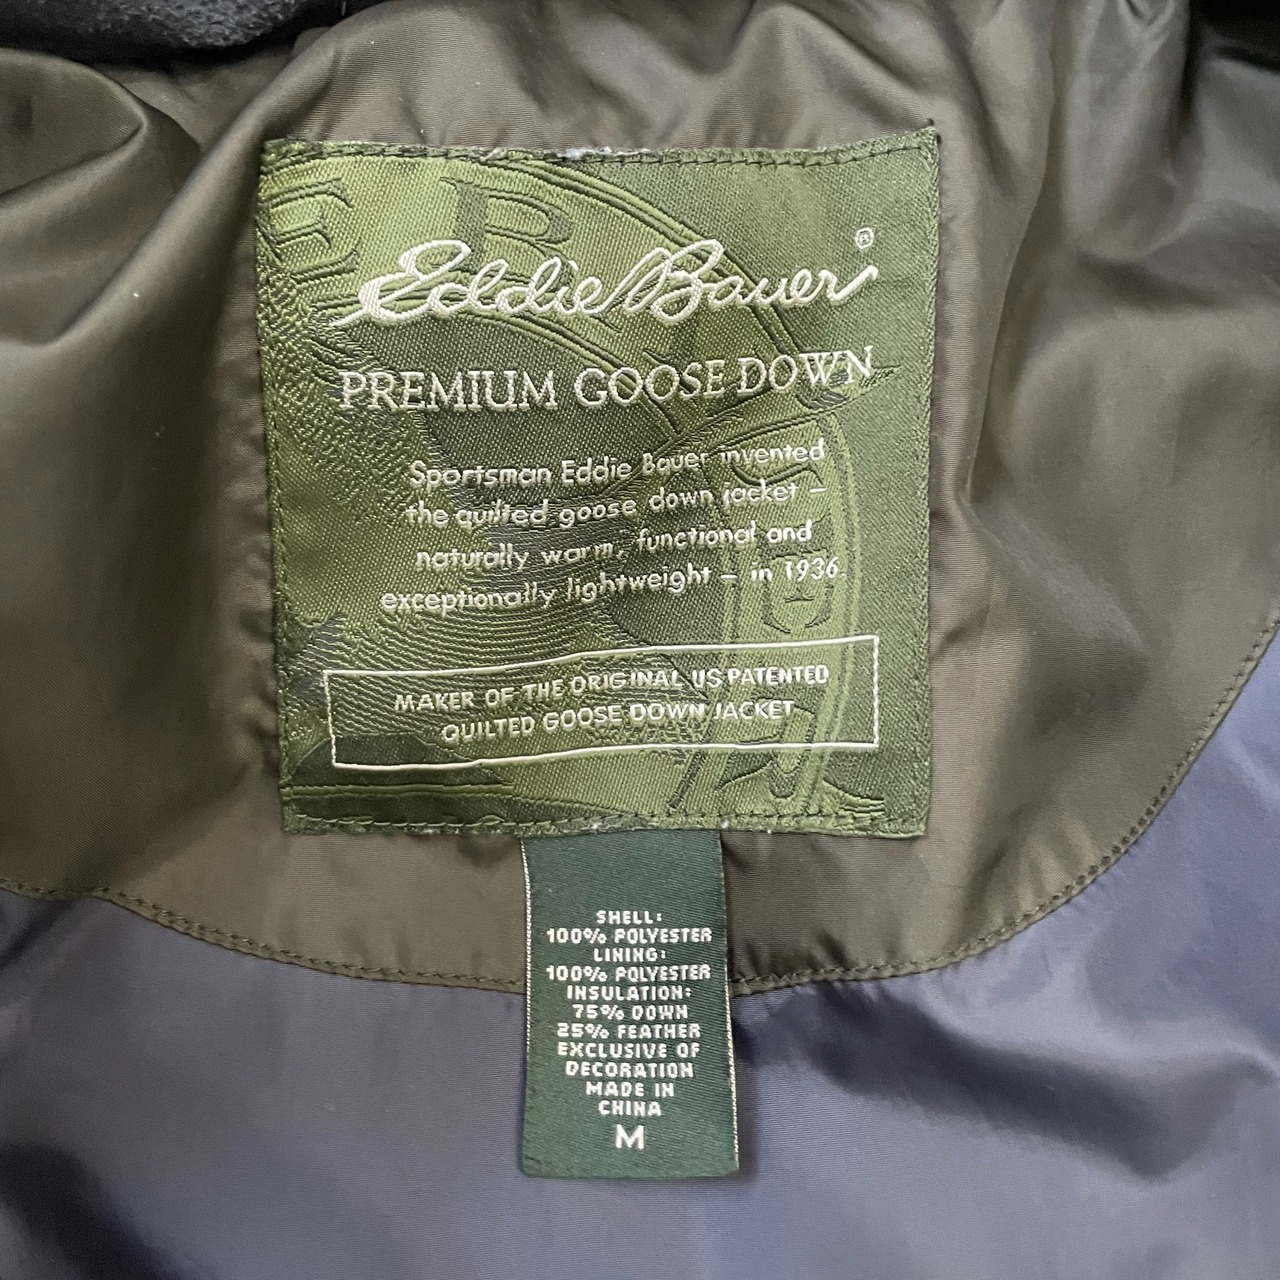 E B
Eddie Bauer®
PREMIUM GOOSE DOWN
Sportsman Eddie Bauer invented
the quilted goose down jacket –
naturally warm, functional and
exceptionally lightweight – in 1936.
MAKER OF THE ORIGINAL US PATENTED
QUILTED GOOSE DOWN JACKET
SHELL:
100% POLYESTER
LINING:
100% POLYESTER
INSULATION:
75% DOWN
25% FEATHER
EXCLUSIVE OF
DECORATION
MADE IN
CHINA
M